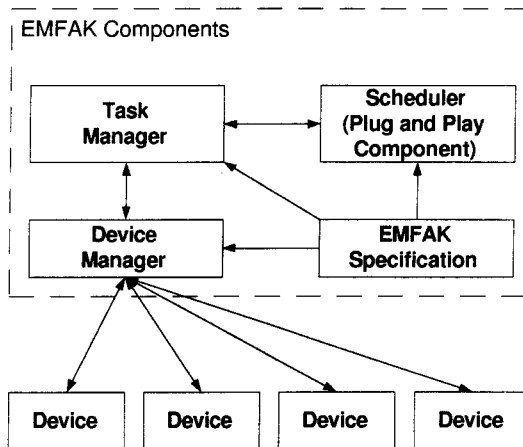 EMFAK Components
Task
Manager
Scheduler
(Plug and Play
Component)
Device
Manager
EMFAK
Specification
Device
Device
Device
Device